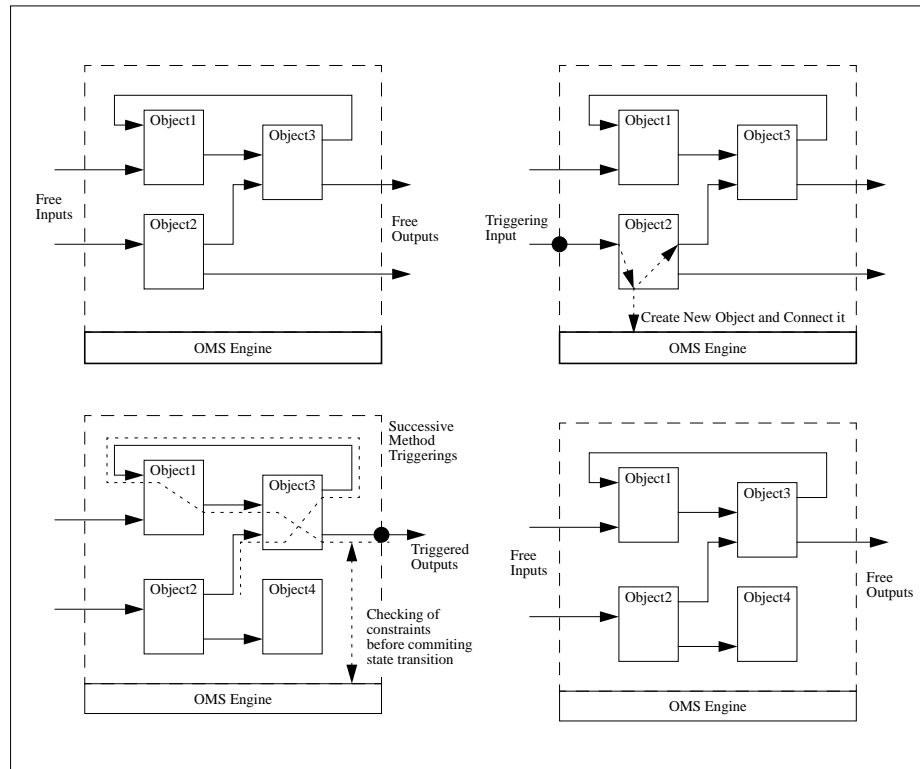 Object1
Object3
Free
Inputs
Object2
Free
Outputs
OMS Engine
Object1
Object3
Triggering
Input
Object2
Create New Object and Connect it
OMS Engine
Successive
Method
Triggerings
Object1
Object3
Triggered
Outputs
Object2
Object4
Checking of
constraints
before commiting
state transition
OMS Engine
Object1
Object3
Free
Inputs
Object2
Object4
Free
Outputs
OMS Engine